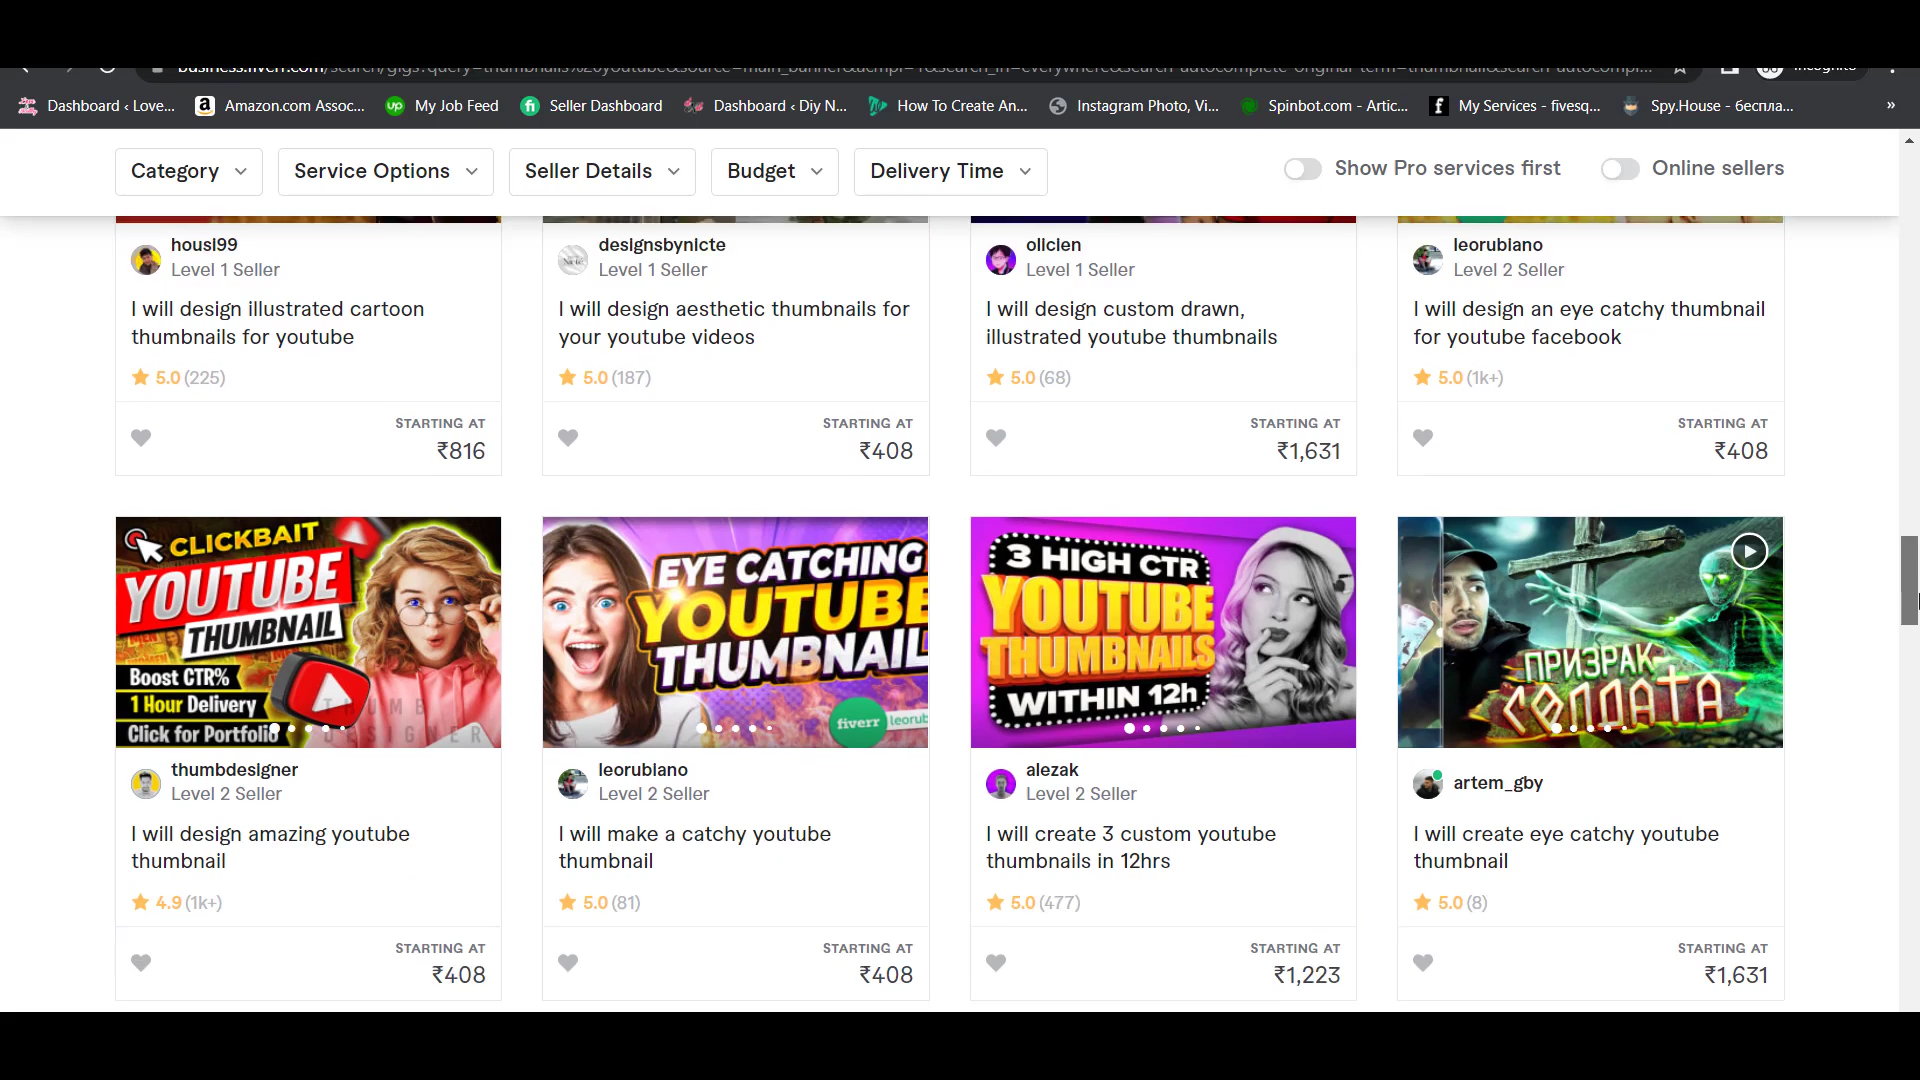 Incognito
Dashboard ‹ Love...
Amazon.com Assoc...
My Job Feed
Seller Dashboard
Dashboard ‹ Diy N...
How To Create An...
Instagram Photo, Vi...
Spinbot.com - Artic...
My Services - fivesq...
Spy.House - беспла...
»
Category
Service Options
Seller Details
Budget
Delivery Time
Show Pro services first
Online sellers
housi99
Level 1 Seller
I will design illustrated cartoon
thumbnails for youtube
5.0 (225)
STARTING AT
₹816
designsbynicte
Level 1 Seller
I will design aesthetic thumbnails for
your youtube videos
5.0 (187)
STARTING AT
₹408
olicien
Level 1 Seller
I will design custom drawn,
illustrated youtube thumbnails
5.0 (68)
STARTING AT
₹1,631
leorubiano
Level 2 Seller
I will design an eye catchy thumbnail
for youtube facebook
5.0 (1k+)
STARTING AT
₹408
CLICKBAIT
YOUTUBE
THUMBNAIL
Boost CTR%
1 Hour Delivery
Click for Portfolio
THUMB
DESIGNER
thumbdesigner
Level 2 Seller
I will design amazing youtube
thumbnail
4.9 (1k+)
STARTING AT
₹408
EYE CATCHING
YOUTUBE
THUMBNAIL
fiverr leorub
leorubiano
Level 2 Seller
I will make a catchy youtube
thumbnail
5.0 (81)
STARTING AT
₹408
3 HIGH CTR
YOUTUBE
THUMBNAILS
WITHIN 12h
alezak
Level 2 Seller
I will create 3 custom youtube
thumbnails in 12hrs
5.0 (477)
STARTING AT
₹1,223
ПРИЗРАК
СОЛДАТА
artem_gby
I will create eye catchy youtube
thumbnail
5.0 (8)
STARTING AT
₹1,631